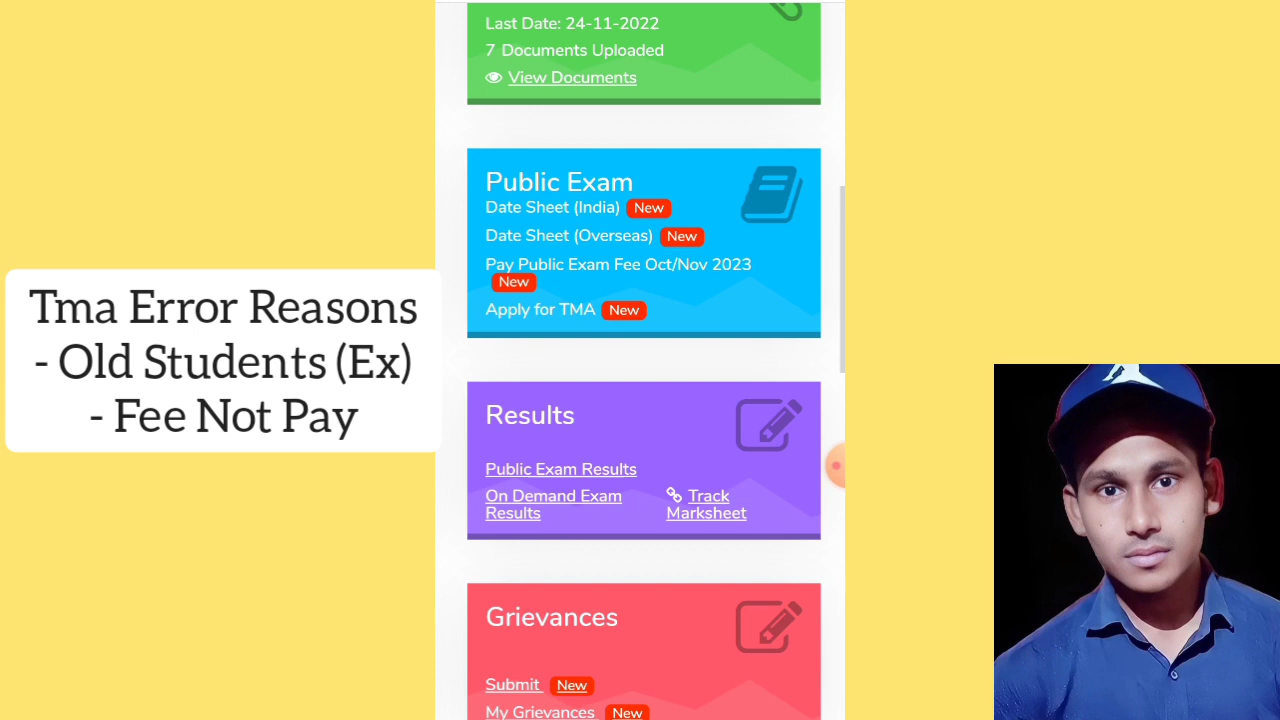 Last Date: 24-11-2022
7 Documents Uploaded
View Documents
Public Exam
Date Sheet (India) New
Date Sheet (Overseas) New
Pay Public Exam Fee Oct/Nov 2023
New
Apply for TMA New
Tma Error Reasons
- Old Students (Ex)
- Fee Not Pay
Results
Public Exam Results
On Demand Exam
Results
Track
Marksheet
Grievances
Submit New
My Grievances New